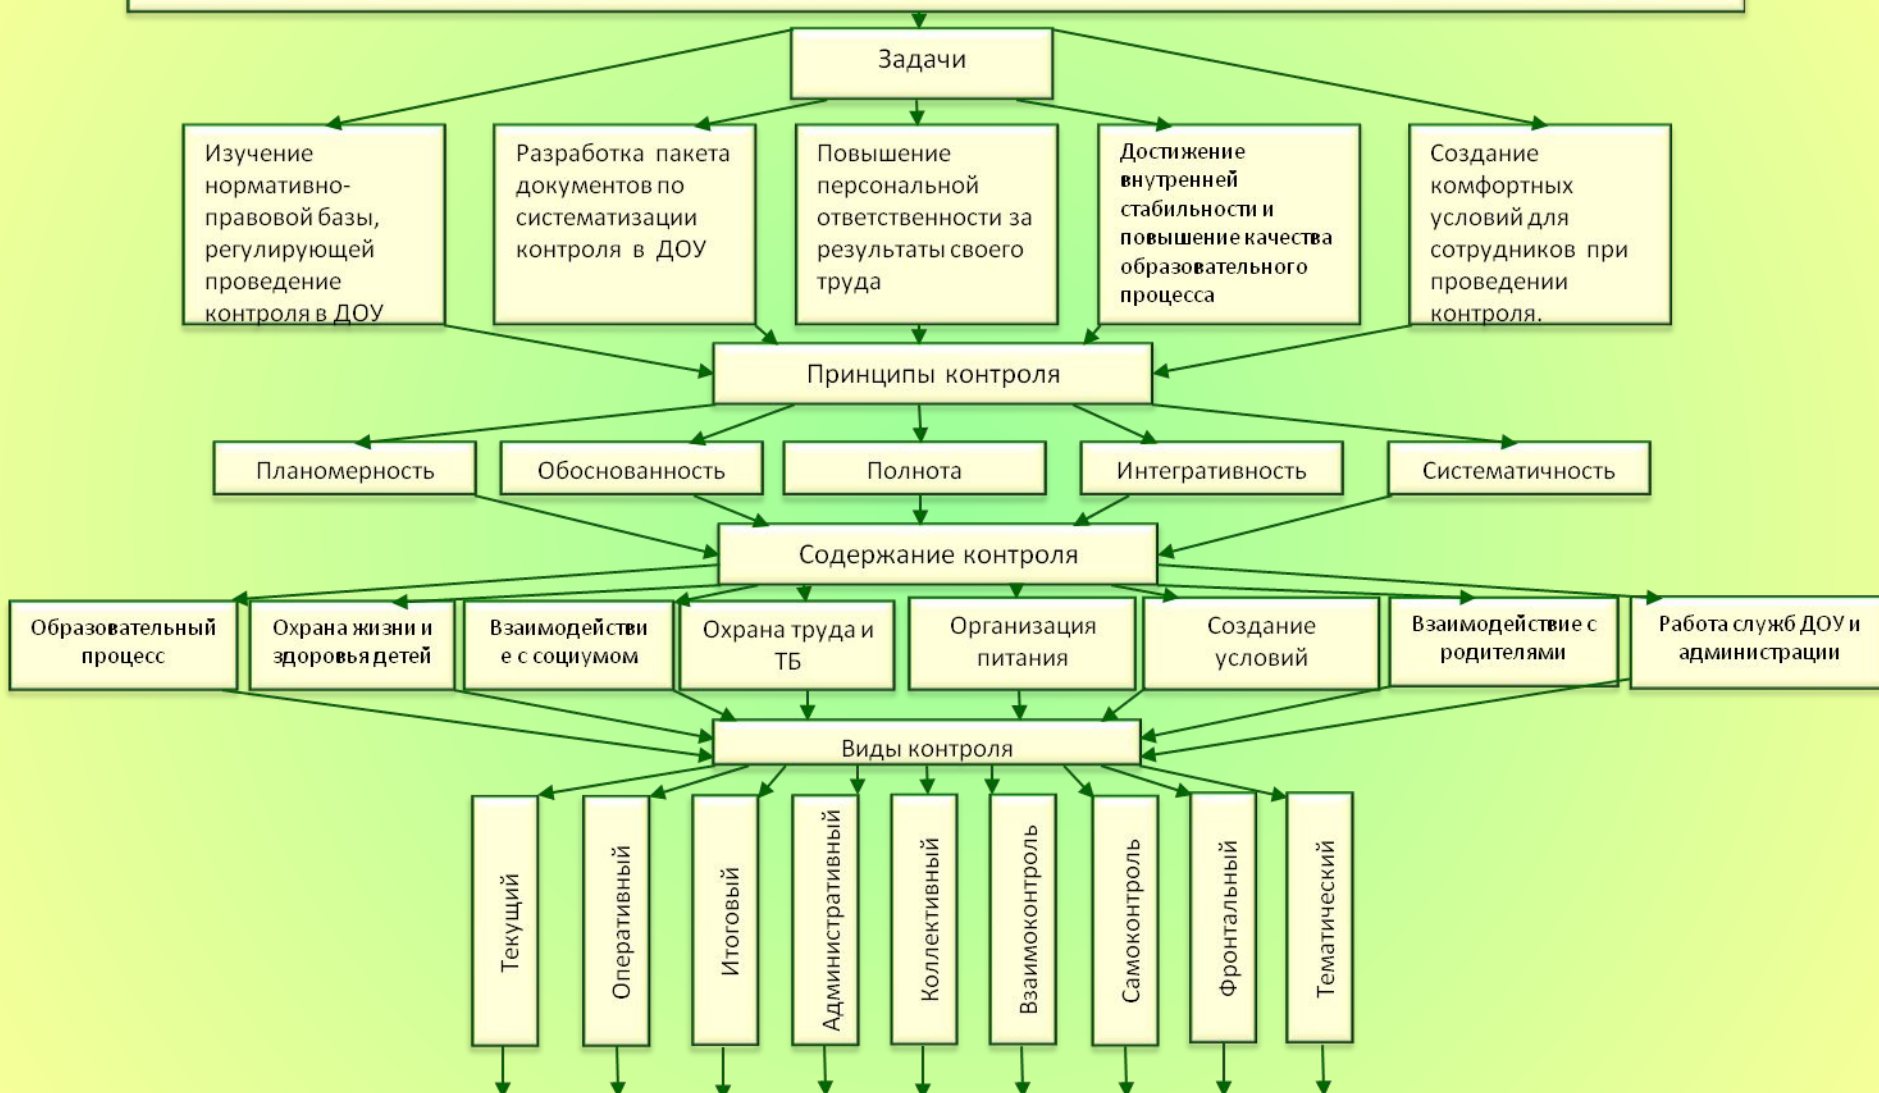 Задачи
Изучение
нормативно-
правовой базы,
регулирующей
проведение
контроля в ДОУ
Разработка пакета
документов по
систематизации
контроля в ДОУ
Повышение
персональной
ответственности за
результаты своего
труда
Достижение
внутренней
стабильности и
повышение качества
образовательного
процесса
Создание
комфортных
условий для
сотрудников при
проведении
контроля.
Принципы контроля
Планомерность
Обоснованность
Полнота
Интегративность
Систематичность
Содержание контроля
Образовательный
процесс
Охрана жизни и
здоровья детей
Взаимодействи
е с социумом
Охрана труда и
ТБ
Организация
питания
Создание
условий
Взаимодействие с
родителями
Работа служб ДОУ и
администрации
Виды контроля
Текущий
Оперативный
Итоговый
Административный
Коллективный
Взаимоконтроль
Самоконтроль
Фронтальный
Тематический